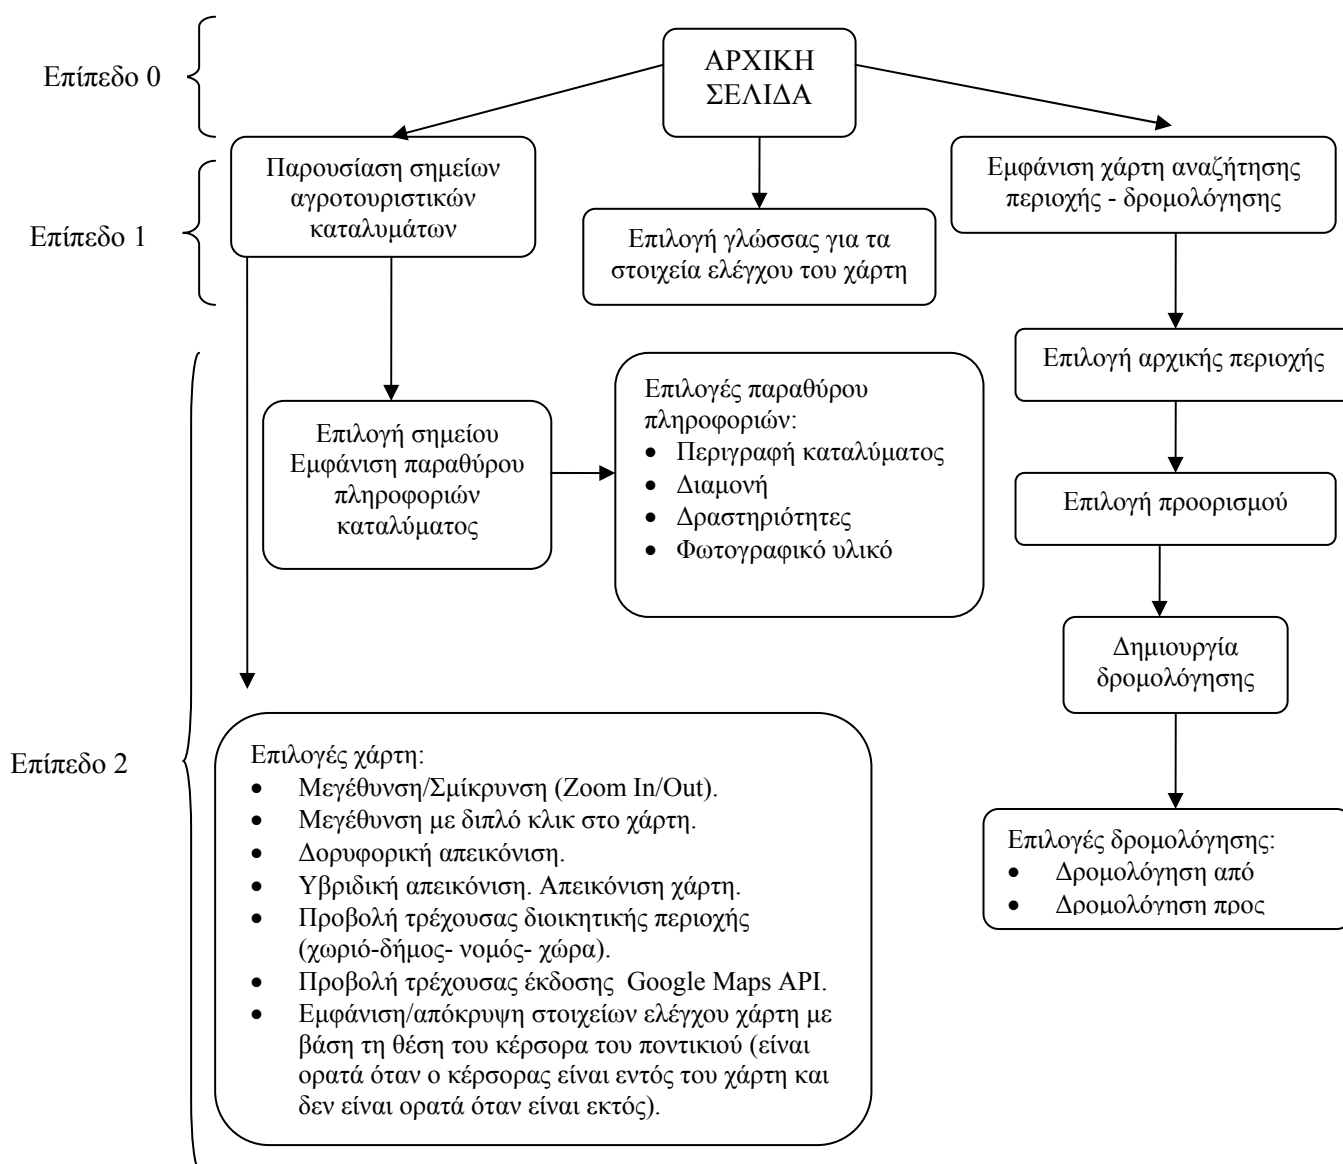 Επίπεδο 0
ΑΡΧΙΚΗ
ΣΕΛΙΔΑ
Επίπεδο 1
Παρουσίαση σημείων
αγροτουριστικών
καταλυμάτων
Επιλογή γλώσσας για τα
στοιχεία ελέγχου του χάρτη
Εμφάνιση χάρτη αναζήτησης
περιοχής - δρομολόγησης
Επίπεδο 2
Επιλογή σημείου
Εμφάνιση παραθύρου
πληροφοριών
καταλύματος
Επιλογές παραθύρου
πληροφοριών:
• Περιγραφή καταλύματος
• Διαμονή
• Δραστηριότητες
• Φωτογραφικό υλικό
Επιλογή αρχικής περιοχής
Επιλογή προορισμού
Δημιουργία
δρομολόγησης
Επιλογές δρομολόγησης:
• Δρομολόγηση από
• Δρομολόγηση προς
Επιλογές χάρτη:
• Μεγέθυνση/Σμίκρυνση (Zoom In/Out).
• Μεγέθυνση με διπλό κλικ στο χάρτη.
• Δορυφορική απεικόνιση.
• Υβριδική απεικόνιση. Απεικόνιση χάρτη.
• Προβολή τρέχουσας διοικητικής περιοχής
(χωριό-δήμος- νομός- χώρα).
• Προβολή τρέχουσας έκδοσης Google Maps API.
• Εμφάνιση/απόκρυψη στοιχείων ελέγχου χάρτη με
βάση τη θέση του κέρσορα του ποντικιού (είναι
ορατά όταν ο κέρσορας είναι εντός του χάρτη και
δεν είναι ορατά όταν είναι εκτός).